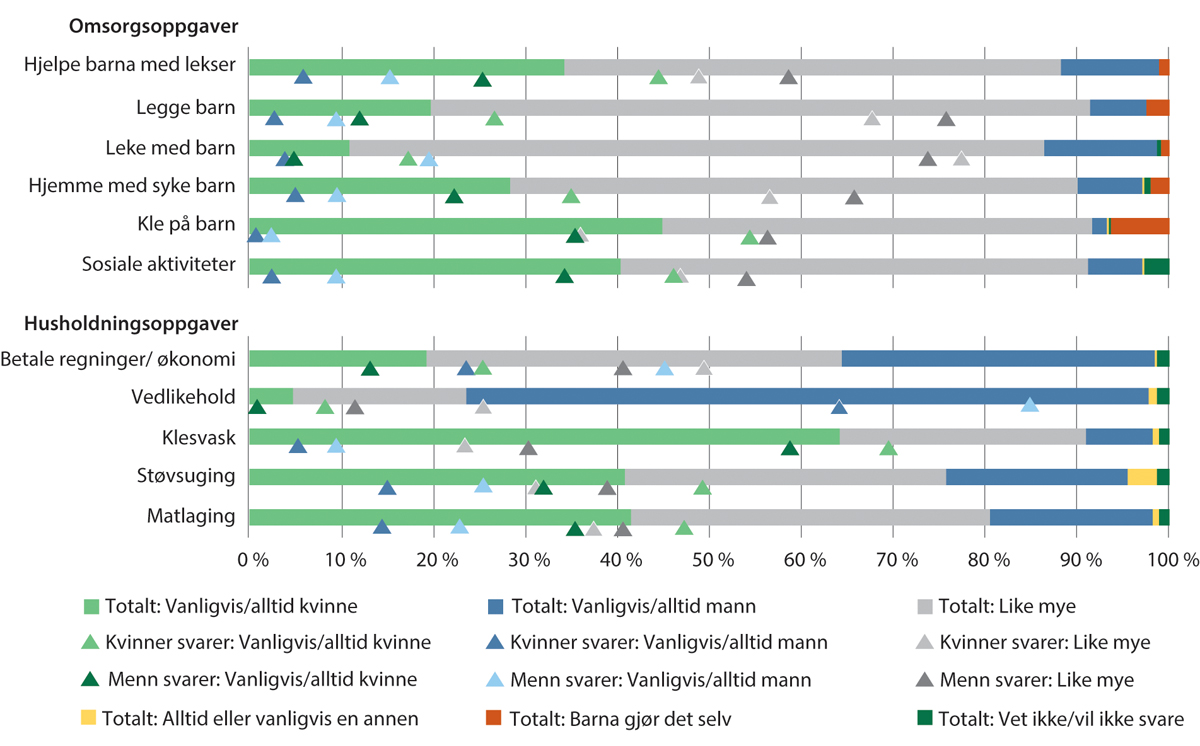 Omsorgsoppgaver
Hjelpe barna med lekser
Legge barn
Leke med barn
Hjemme med syke barn
Kle på barn
Sosiale aktiviteter
Husholdningsoppgaver
Betale regninger/ økonomi
Vedlikehold
Klesvask
Støvsuging
Matlaging
0 % 10 % 20 % 30 % 40 % 50 % 60 % 70 % 80 % 90 % 100 %
Totalt: Vanligvis/alltid kvinne Totalt: Vanligvis/alltid mann Totalt: Like mye
Kvinner svarer: Vanligvis/alltid kvinne Kvinner svarer: Vanligvis/alltid mann Kvinner svarer: Like mye
Menn svarer: Vanligvis/alltid kvinne Menn svarer: Vanligvis/alltid mann Menn svarer: Like mye
Totalt: Alltid eller vanligvis en annen Totalt: Barna gjør det selv Totalt: Vet ikke/vil ikke svare